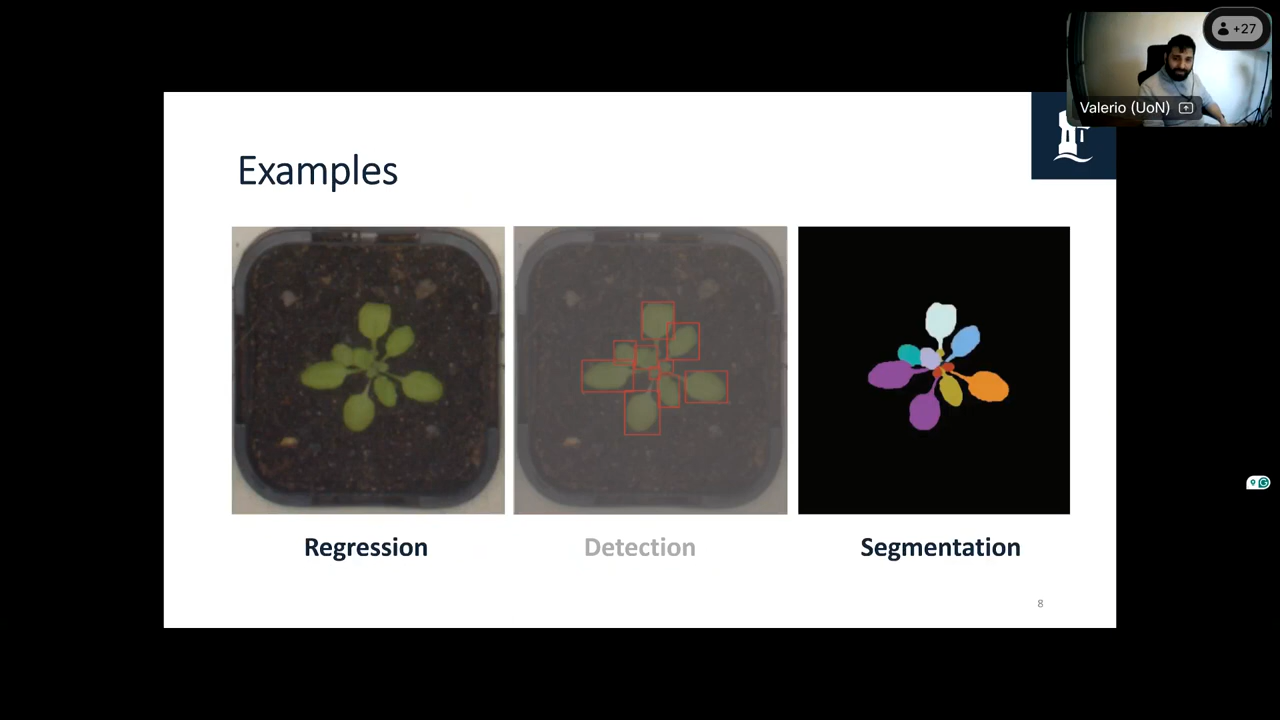 +27
Valerio (UoN)
Examples
Regression
Detection
Segmentation
8